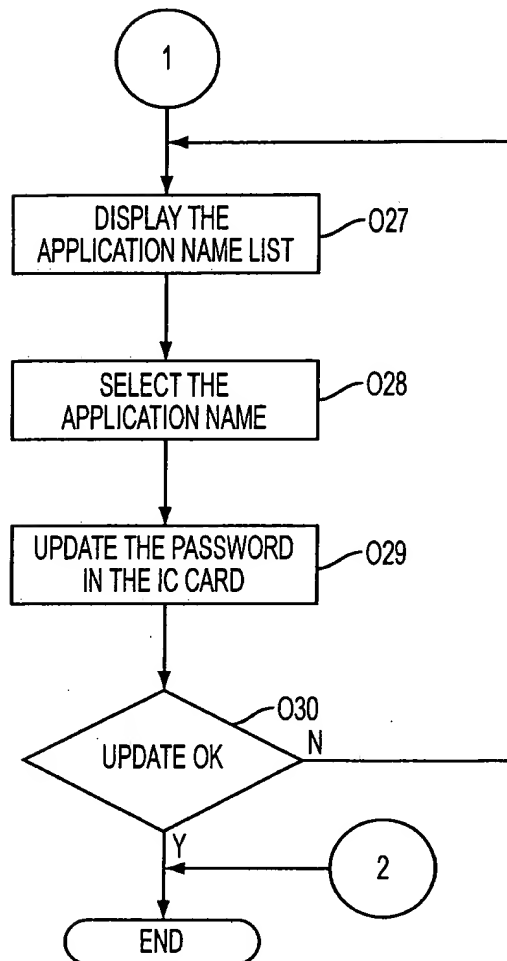 1
DISPLAY THE
APPLICATION NAME LIST
O27
SELECT THE
APPLICATION NAME
O28
UPDATE THE PASSWORD
IN THE IC CARD
O29
O30
UPDATE OK
N
Y
2
END